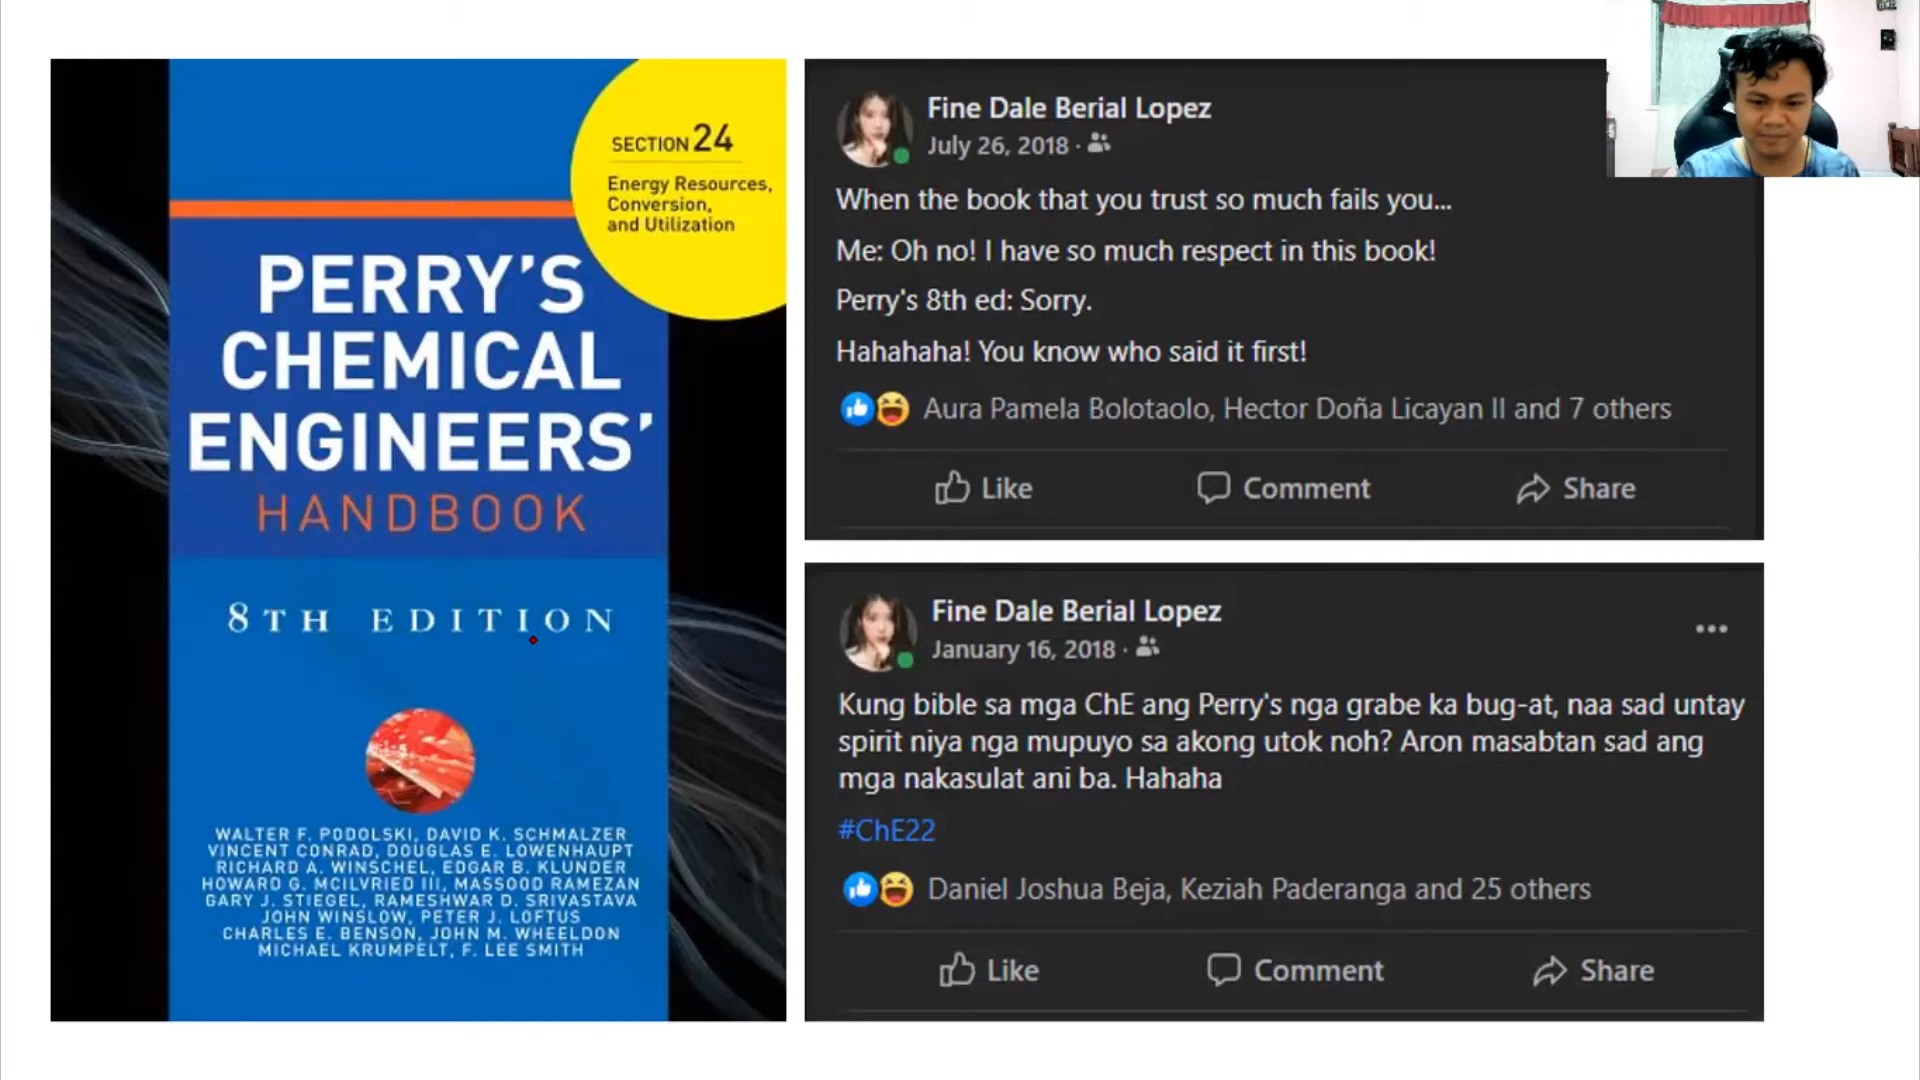 SECTION 24
Energy Resources,
Conversion,
and Utilization
PERRY'S
CHEMICAL
ENGINEERS'
HANDBOOK
8TH EDITION
WALTER F. PODOLSKI, DAVID K. SCHMALZER
VINCENT CONRAD, DOUGLAS E. LOWENHAUPT
RICHARD A. WINSCHEL, EDGAR B. KLUNDER
HOWARD G. MCILVRIED III, MASSOOD RAMEZAN
GARY J. STIEGEL, RAMESHWAR D. SRIVASTAVA
JOHN WINSLOW, PETER J. LOFTUS
CHARLES E. BENSON, JOHN M. WHEELDON
MICHAEL KRUMPELT, F. LEE SMITH
Fine Dale Berial Lopez
July 26, 2018 ·
When the book that you trust so much fails you...
Me: Oh no! I have so much respect in this book!
Perry's 8th ed: Sorry.
Hahahaha! You know who said it first!
Aura Pamela Bolotaolo, Hector Doña Licayan II and 7 others
Like Comment Share
Fine Dale Berial Lopez
January 16, 2018 ·
Kung bible sa mga ChE ang Perry's nga grabe ka bug-at, naa sad untay
spirit niya nga mupuyo sa akong utok noh? Aron masabtan sad ang
mga nakasulat ani ba. Hahaha
#ChE22
Daniel Joshua Beja, Keziah Paderanga and 25 others
Like Comment Share